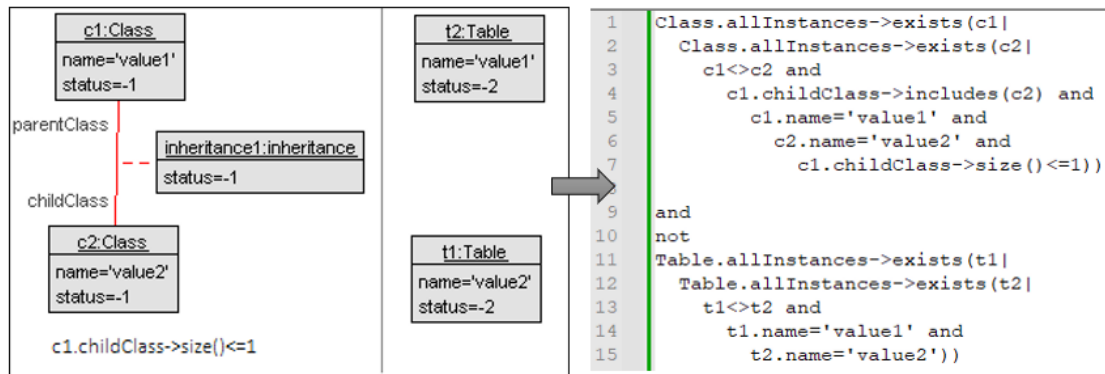 c1:Class
name='value1'
status=-1
parentClass
inheritance1:inheritance
status=-1
childClass
c2:Class
name='value2'
status=-1
c1.childClass->size()<=1
t2:Table
name='value1'
status=-2
t1:Table
name='value2'
status=-2
1 Class.allInstances->exists(c1|
2 Class.allInstances->exists(c2|
3 c1<>c2 and
4 c1.childClass->includes(c2) and
5 c1.name='value1' and
6 c2.name='value2' and
7 c1.childClass->size()<=1))
8
9 and
10 not
11 Table.allInstances->exists(t1|
12 Table.allInstances->exists(t2|
13 t1<>t2 and
14 t1.name='value1' and
15 t2.name='value2'))